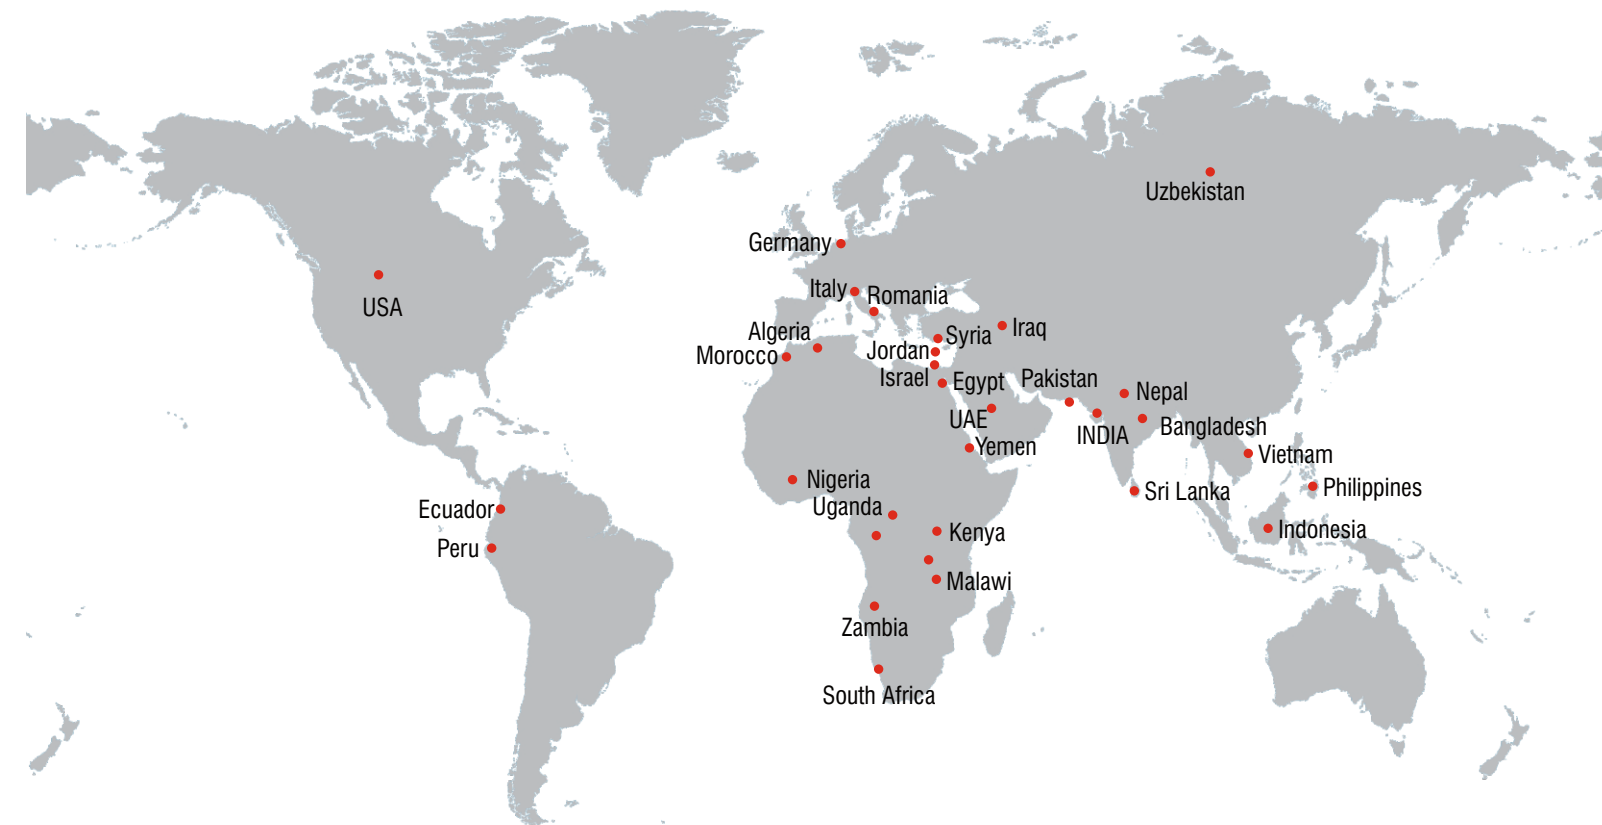 Uzbekistan
Germany
USA
Italy
Romania
Algeria
Syria
Iraq
Morocco
Jordan
Israel
Egypt
Pakistan
Nepal
UAE
INDIA
Bangladesh
Yemen
Vietnam
Nigeria
Sri Lanka
Philippines
Ecuador
Uganda
Kenya
Indonesia
Peru
Malawi
Zambia
South Africa